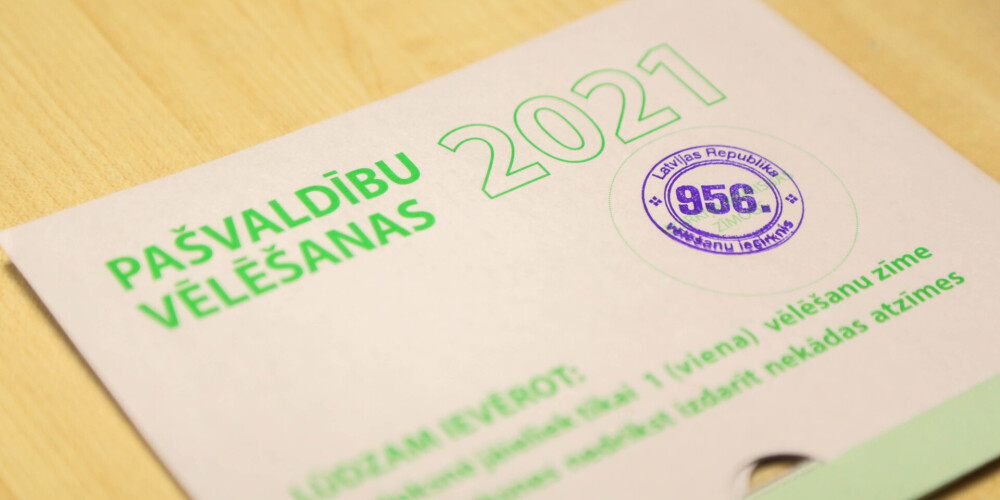 PAŠVALDĪBU
VĒLĒŠANAS
2021
Latvijas Republika
956.
vēlēšanu iecirknis
LŪDZAM IEVĒROT:
jāieliek tikai 1 (viena) vēlēšanu zīme
nedrīkst izdarīt nekādas atzīmes